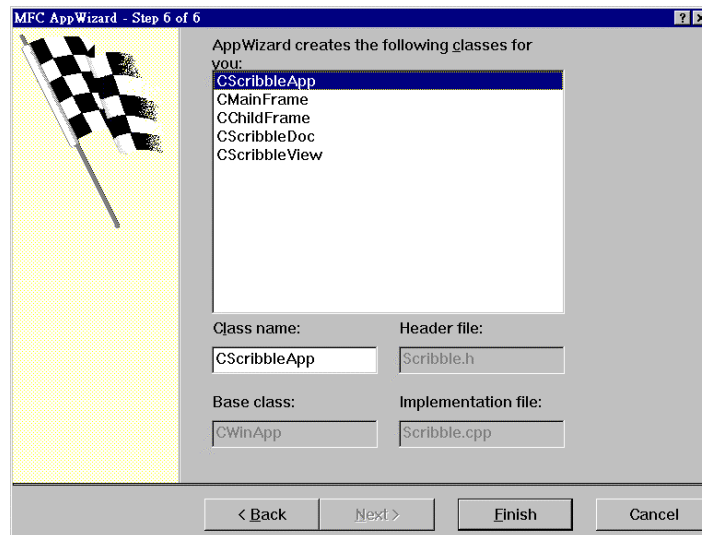 MFC AppWizard - Step 6 of 6
AppWizard creates the following classes for
you:
CScribbleApp
CMainFrame
CChildFrame
CScribbleDoc
CScribbleView
Class name:
Header file:
CScribbleApp
Scribble.h
Base class:
Implementation file:
CWinApp
Scribble.cpp
< Back
Next >
Finish
Cancel